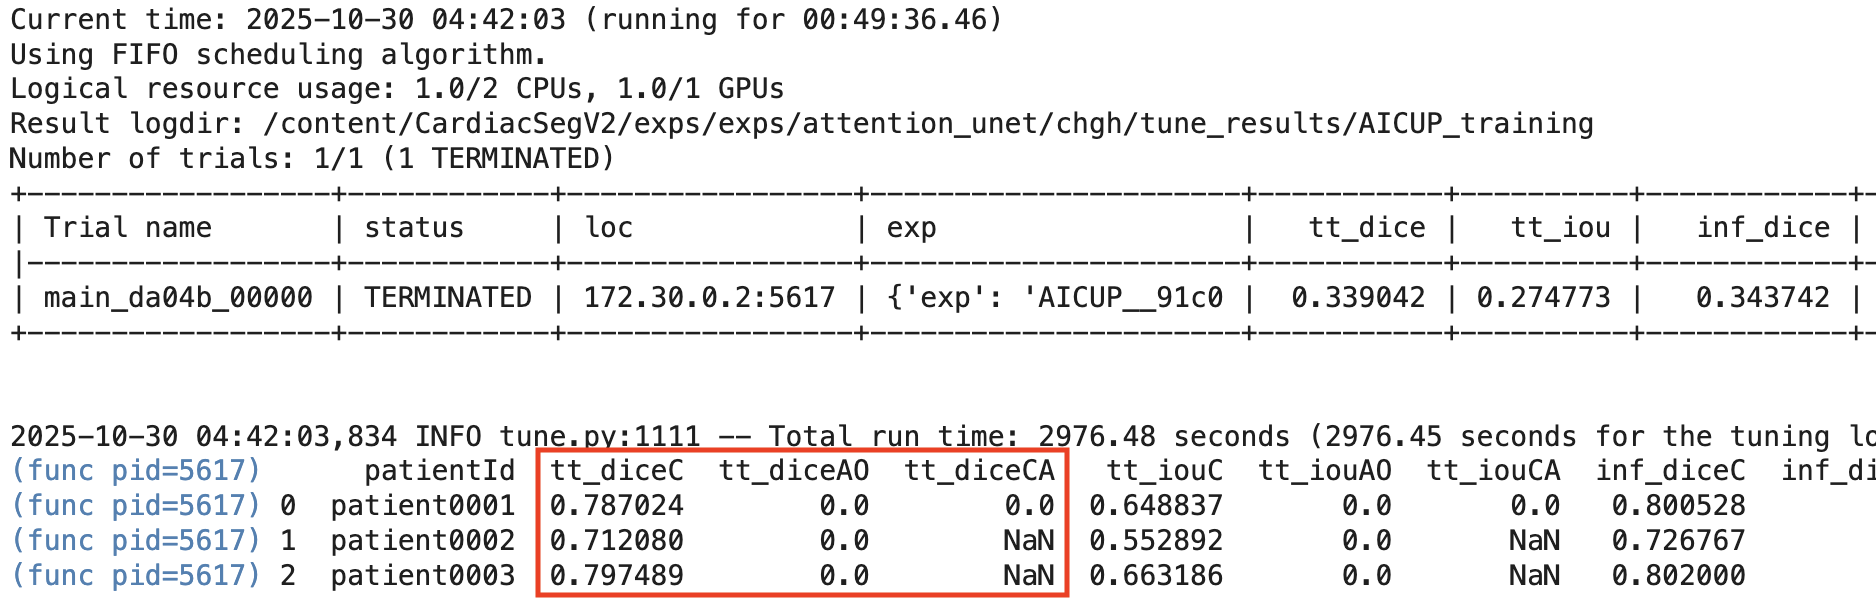 Current time: 2025-10-30 04:42:03 (running for 00:49:36.46)
Using FIFO scheduling algorithm.
Logical resource usage: 1.0/2 CPUs, 1.0/1 GPUs
Result logdir: /content/CardiacSegV2/exps/exps/attention_unet/chgh/tune_results/AICUP_training
Number of trials: 1/1 (1 TERMINATED)
+------------------+------------+-----------------+----------------------+-----------+----------+------------+-
| Trial name | status | loc | exp | tt_dice | tt_iou | inf_dice |
|------------------+------------+-----------------+----------------------+-----------+----------+------------+-
| main_da04b_00000 | TERMINATED | 172.30.0.2:5617 | {'exp': 'AICUP__91c0 | 0.339042 | 0.274773 | 0.343742 |
+------------------+------------+-----------------+----------------------+-----------+----------+------------+-
2025-10-30 04:42:03,834 INFO tune.py:1111 -- Total run time: 2976.48 seconds (2976.45 seconds for the tuning lo
(func pid=5617) patientId tt_diceC tt_diceAO tt_diceCA tt_iouC tt_iouAO tt_iouCA inf_diceC inf_di
(func pid=5617) 0 patient0001 0.787024 0.0 0.0 0.648837 0.0 0.0 0.800528
(func pid=5617) 1 patient0002 0.712080 0.0 NaN 0.552892 0.0 NaN 0.726767
(func pid=5617) 2 patient0003 0.797489 0.0 NaN 0.663186 0.0 NaN 0.802000